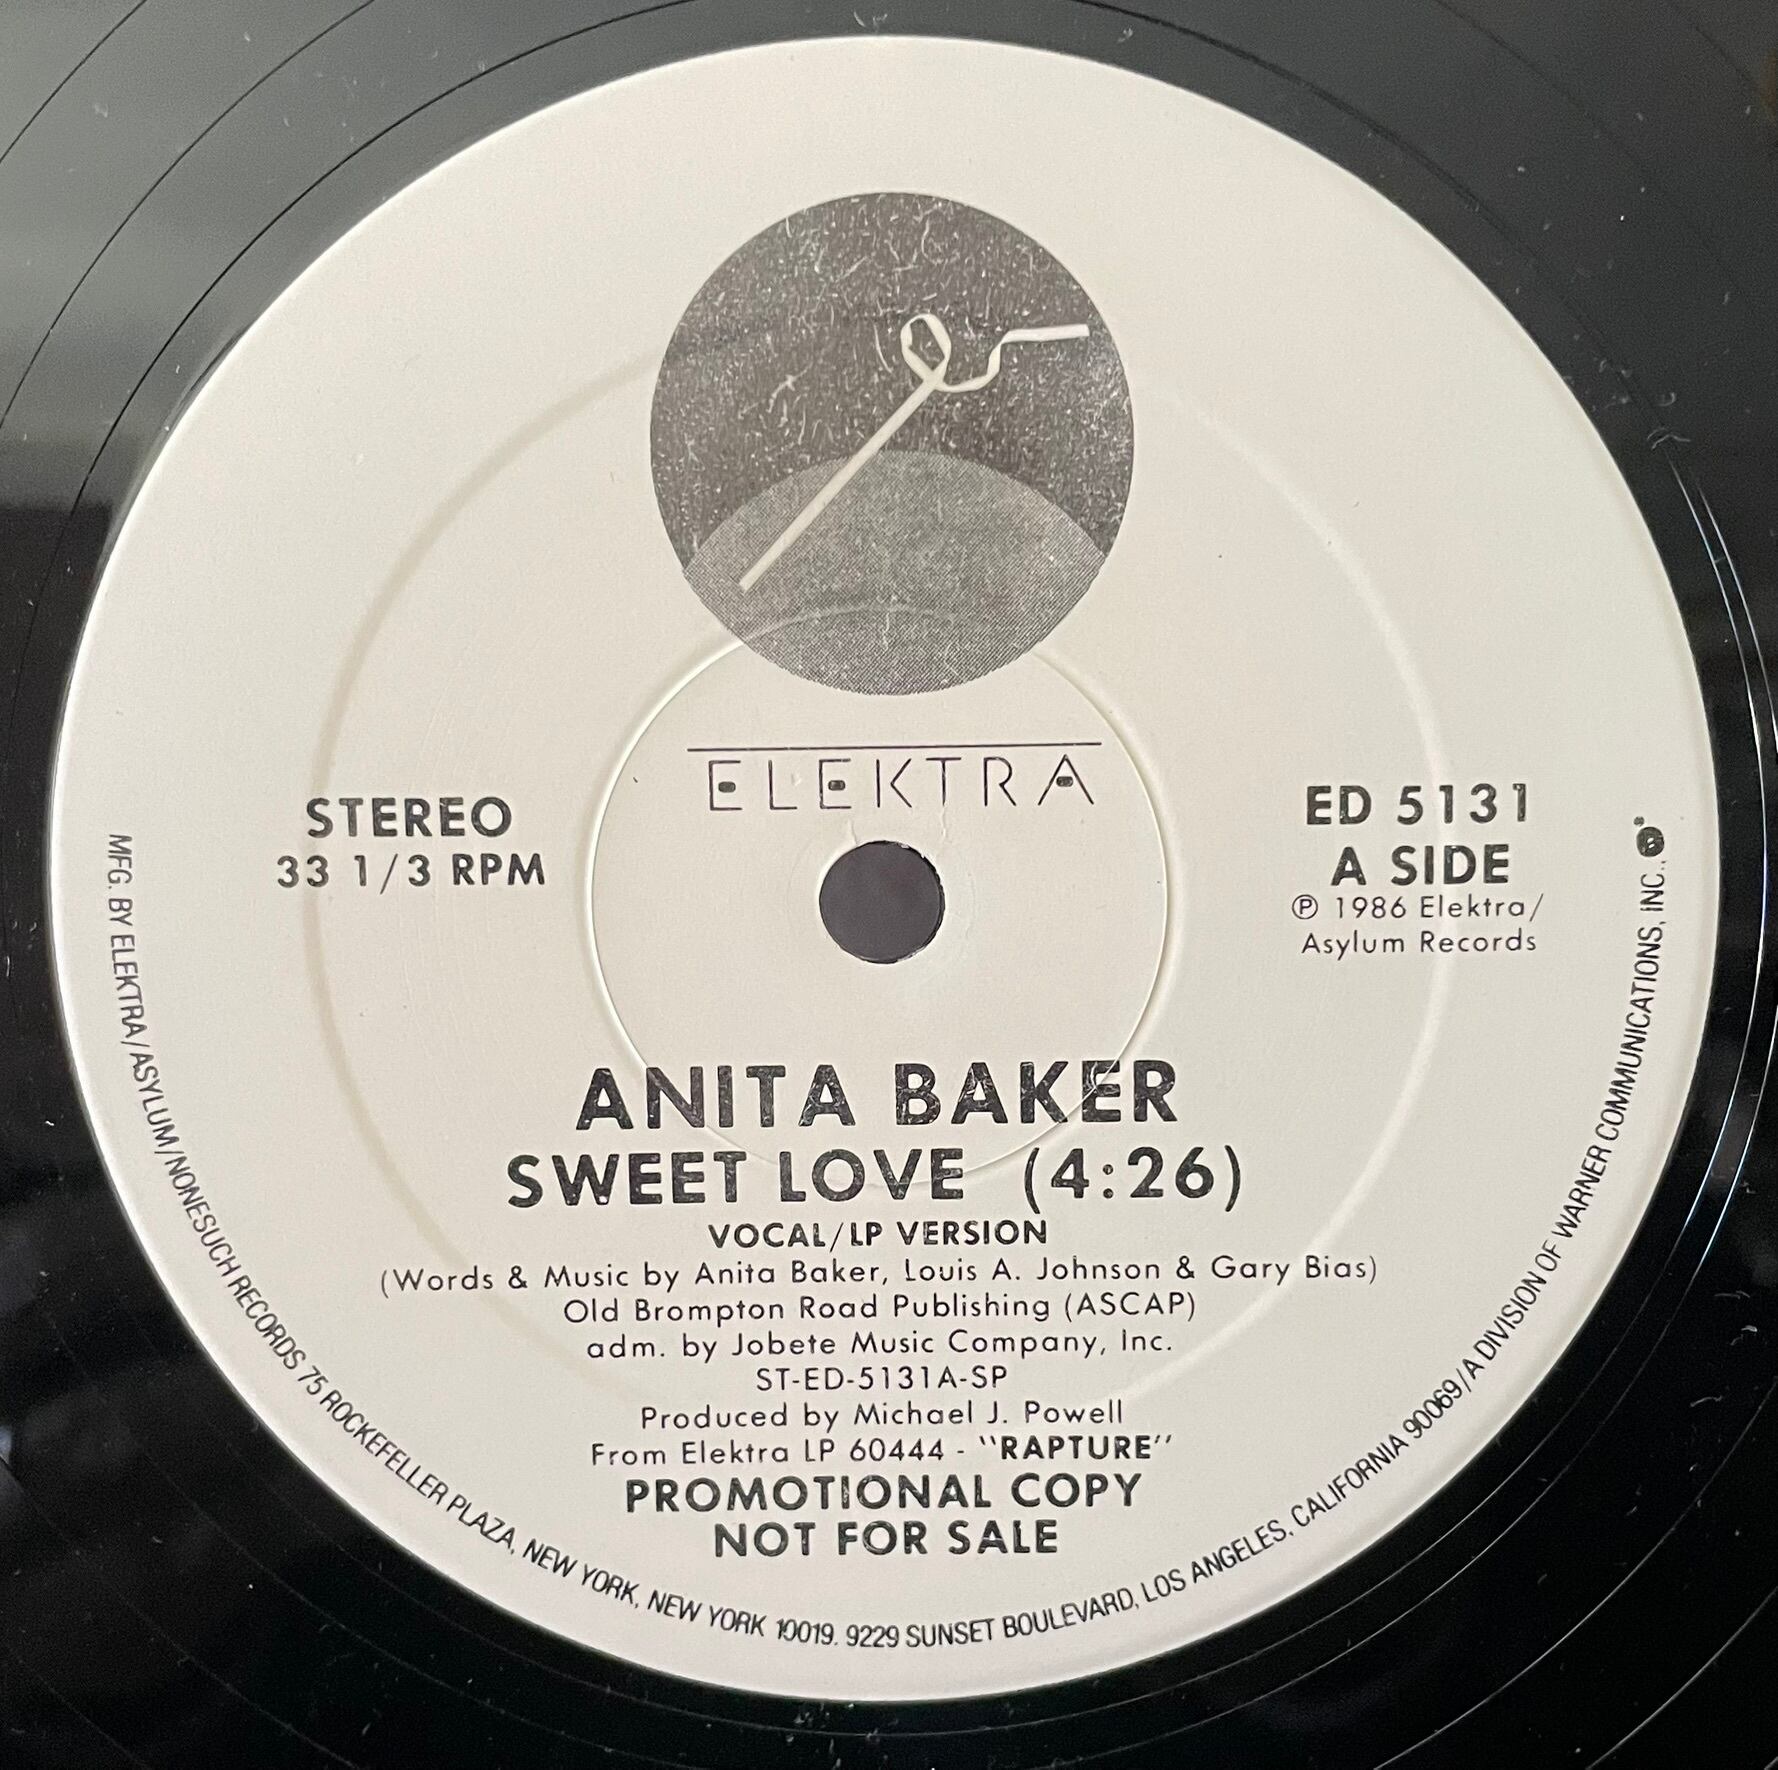 ELEKTRA
STEREO
33 1/3 RPM
ED 5131
A SIDE
℗ 1986 Elektra/
Asylum Records
ANITA BAKER
SWEET LOVE (4:26)
VOCAL/LP VERSION
(Words & Music by Anita Baker, Louis A. Johnson & Gary Bias)
Old Brompton Road Publishing (ASCAP)
adm. by Jobete Music Company, Inc.
ST-ED-5131A-SP
Produced by Michael J. Powell
From Elektra LP 60444 - "RAPTURE"
PROMOTIONAL COPY
NOT FOR SALE
MFG. BY ELEKTRA/ASYLUM/NONESUCH RECORDS 75 ROCKEFELLER PLAZA, NEW YORK, NEW YORK 10019. 9229 SUNSET BOULEVARD, LOS ANGELES, CALIFORNIA 90069/A DIVISION OF WARNER COMMUNICATIONS, INC.,